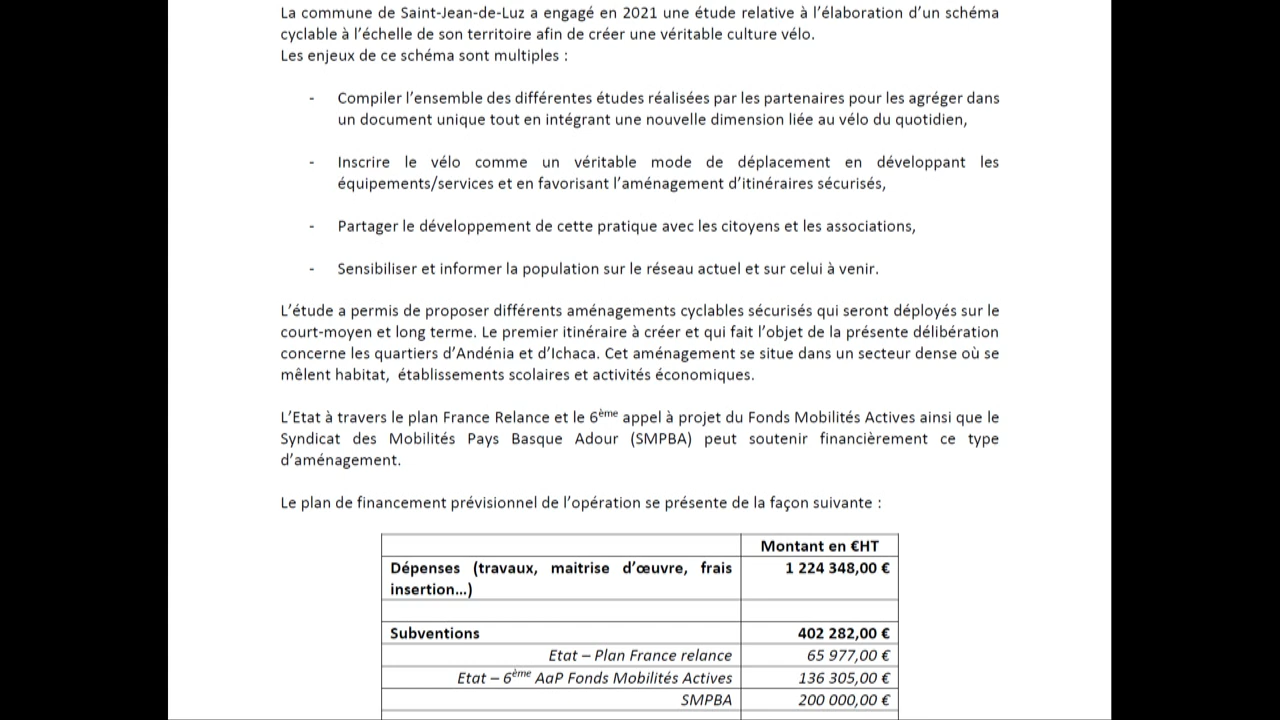 La commune de Saint-Jean-de-Luz a engagé en 2021 une étude relative à l'élaboration d'un schéma
cyclable à l'échelle de son territoire afin de créer une véritable culture vélo.
Les enjeux de ce schéma sont multiples :
- Compiler l'ensemble des différentes études réalisées par les partenaires pour les agréger dans
un document unique tout en intégrant une nouvelle dimension liée au vélo du quotidien,
- Inscrire le vélo comme un véritable mode de déplacement en développant les
équipements/services et en favorisant l'aménagement d'itinéraires sécurisés,
- Partager le développement de cette pratique avec les citoyens et les associations,
- Sensibiliser et informer la population sur le réseau actuel et sur celui à venir.
L'étude a permis de proposer différents aménagements cyclables sécurisés qui seront déployés sur le
court-moyen et long terme. Le premier itinéraire à créer et qui fait l'objet de la présente délibération
concerne les quartiers d'Andénia et d'Ichaca. Cet aménagement se situe dans un secteur dense où se
mêlent habitat, établissements scolaires et activités économiques.
L'Etat à travers le plan France Relance et le 6ème appel à projet du Fonds Mobilités Actives ainsi que le
Syndicat des Mobilités Pays Basque Adour (SMPBA) peut soutenir financièrement ce type
d'aménagement.
Le plan de financement prévisionnel de l'opération se présente de la façon suivante :
Montant en €HT
Dépenses (travaux, maitrise d'œuvre, frais 1 224 348,00 €
insertion...)
Subventions 402 282,00 €
Etat – Plan France relance 65 977,00 €
Etat – 6ème AaP Fonds Mobilités Actives 136 305,00 €
SMPBA 200 000,00 €